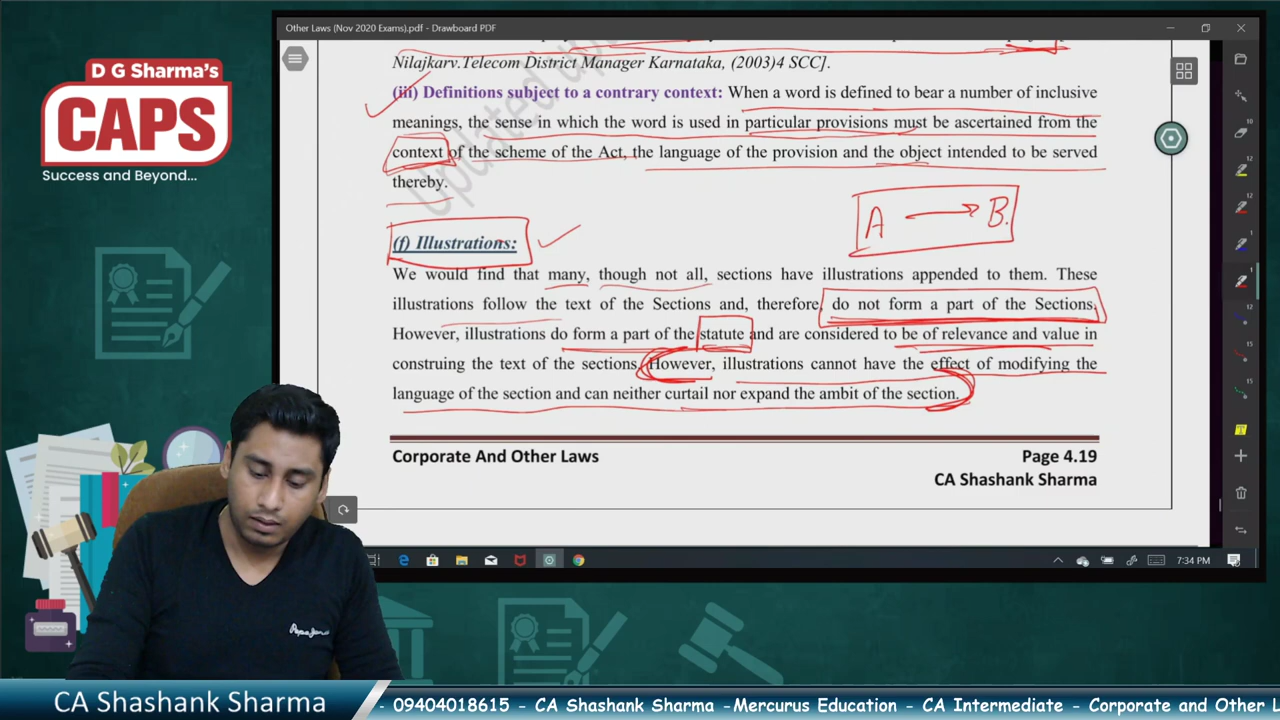 Other Laws (Nov 2020 Exams).pdf - Drawboard PDF
D G Sharma's
CAPS
Success and Beyond...
Nilajkarv.Telecom District Manager Karnataka, (2003)4 SCC].
(iii) Definitions subject to a contrary context: When a word is defined to bear a number of inclusive
meanings, the sense in which the word is used in particular provisions must be ascertained from the
context of the scheme of the Act, the language of the provision and the object intended to be served
thereby.
A → B.
(f) Illustrations:
We would find that many, though not all, sections have illustrations appended to them. These
illustrations follow the text of the Sections and, therefore, do not form a part of the Sections.
However, illustrations do form a part of the statute and are considered to be of relevance and value in
construing the text of the sections. However, illustrations cannot have the effect of modifying the
language of the section and can neither curtail nor expand the ambit of the section.
Corporate And Other Laws
Page 4.19
CA Shashank Sharma
7:34 PM
CA Shashank Sharma
- 09404018615 - CA Shashank Sharma -Mercurus Education - CA Intermediate - Corporate and Other L